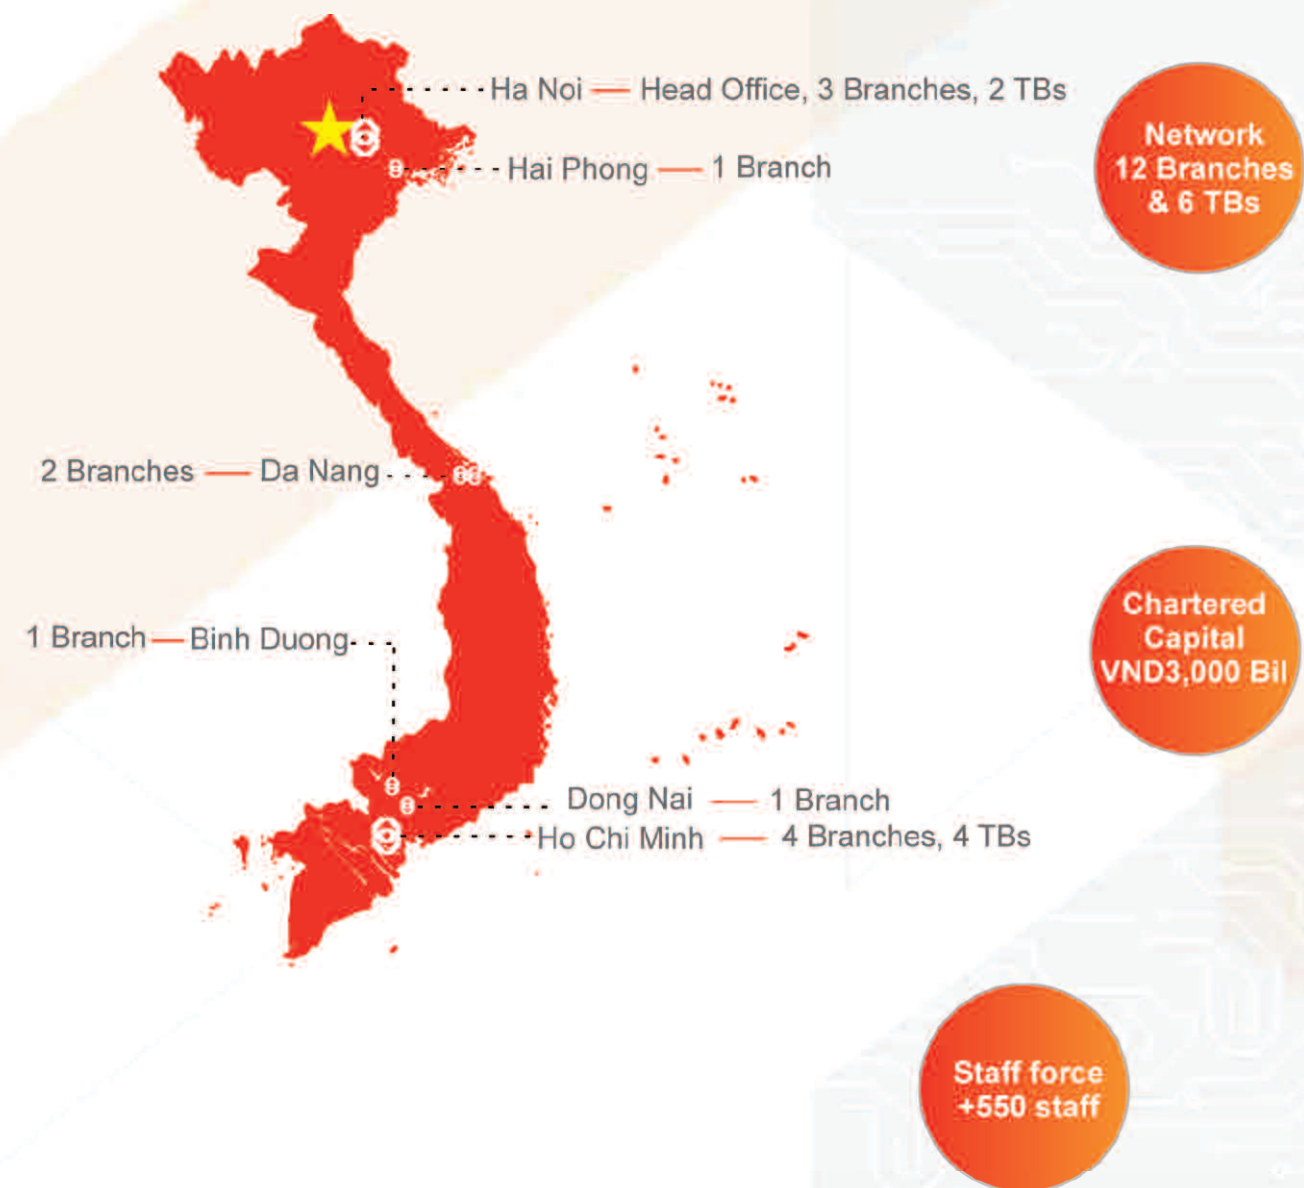 Ha Noi — Head Office, 3 Branches, 2 TBs
Hai Phong — 1 Branch
Network
12 Branches
& 6 TBs
2 Branches — Da Nang
1 Branch — Binh Duong
Chartered
Capital
VND3,000 Bil
Dong Nai — 1 Branch
Ho Chi Minh — 4 Branches, 4 TBs
Staff force
+550 staff